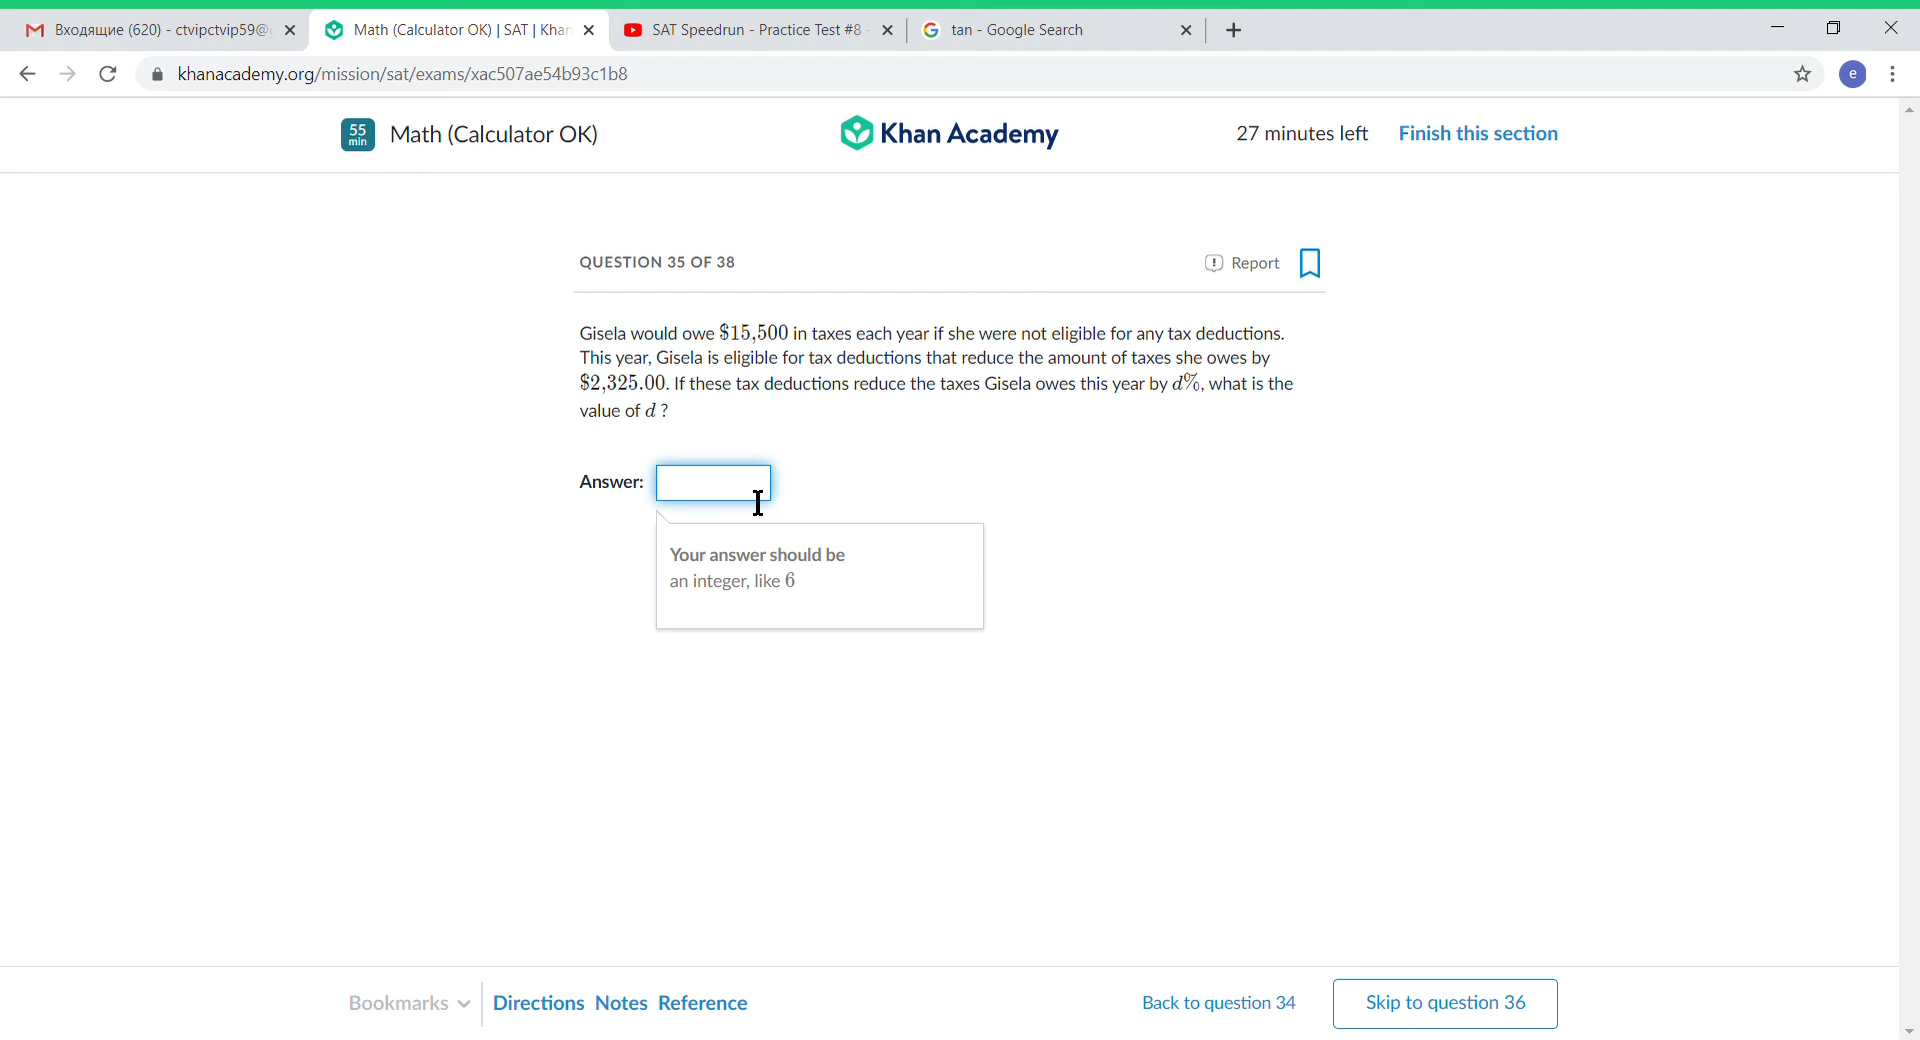 Входящие (620) - ctvipctvip59@
Math (Calculator OK) | SAT | Khan
SAT Speedrun - Practice Test #8 -
tan - Google Search
khanacademy.org/mission/sat/exams/xac507ae54b93c1b8
e
55 min
Math (Calculator OK)
Khan Academy
27 minutes left
Finish this section
QUESTION 35 OF 38
Report
Gisela would owe $15,500 in taxes each year if she were not eligible for any tax deductions.
This year, Gisela is eligible for tax deductions that reduce the amount of taxes she owes by
$2,325.00. If these tax deductions reduce the taxes Gisela owes this year by d%, what is the
value of d ?
Answer:
Your answer should be
an integer, like 6
Bookmarks
Directions
Notes
Reference
Back to question 34
Skip to question 36